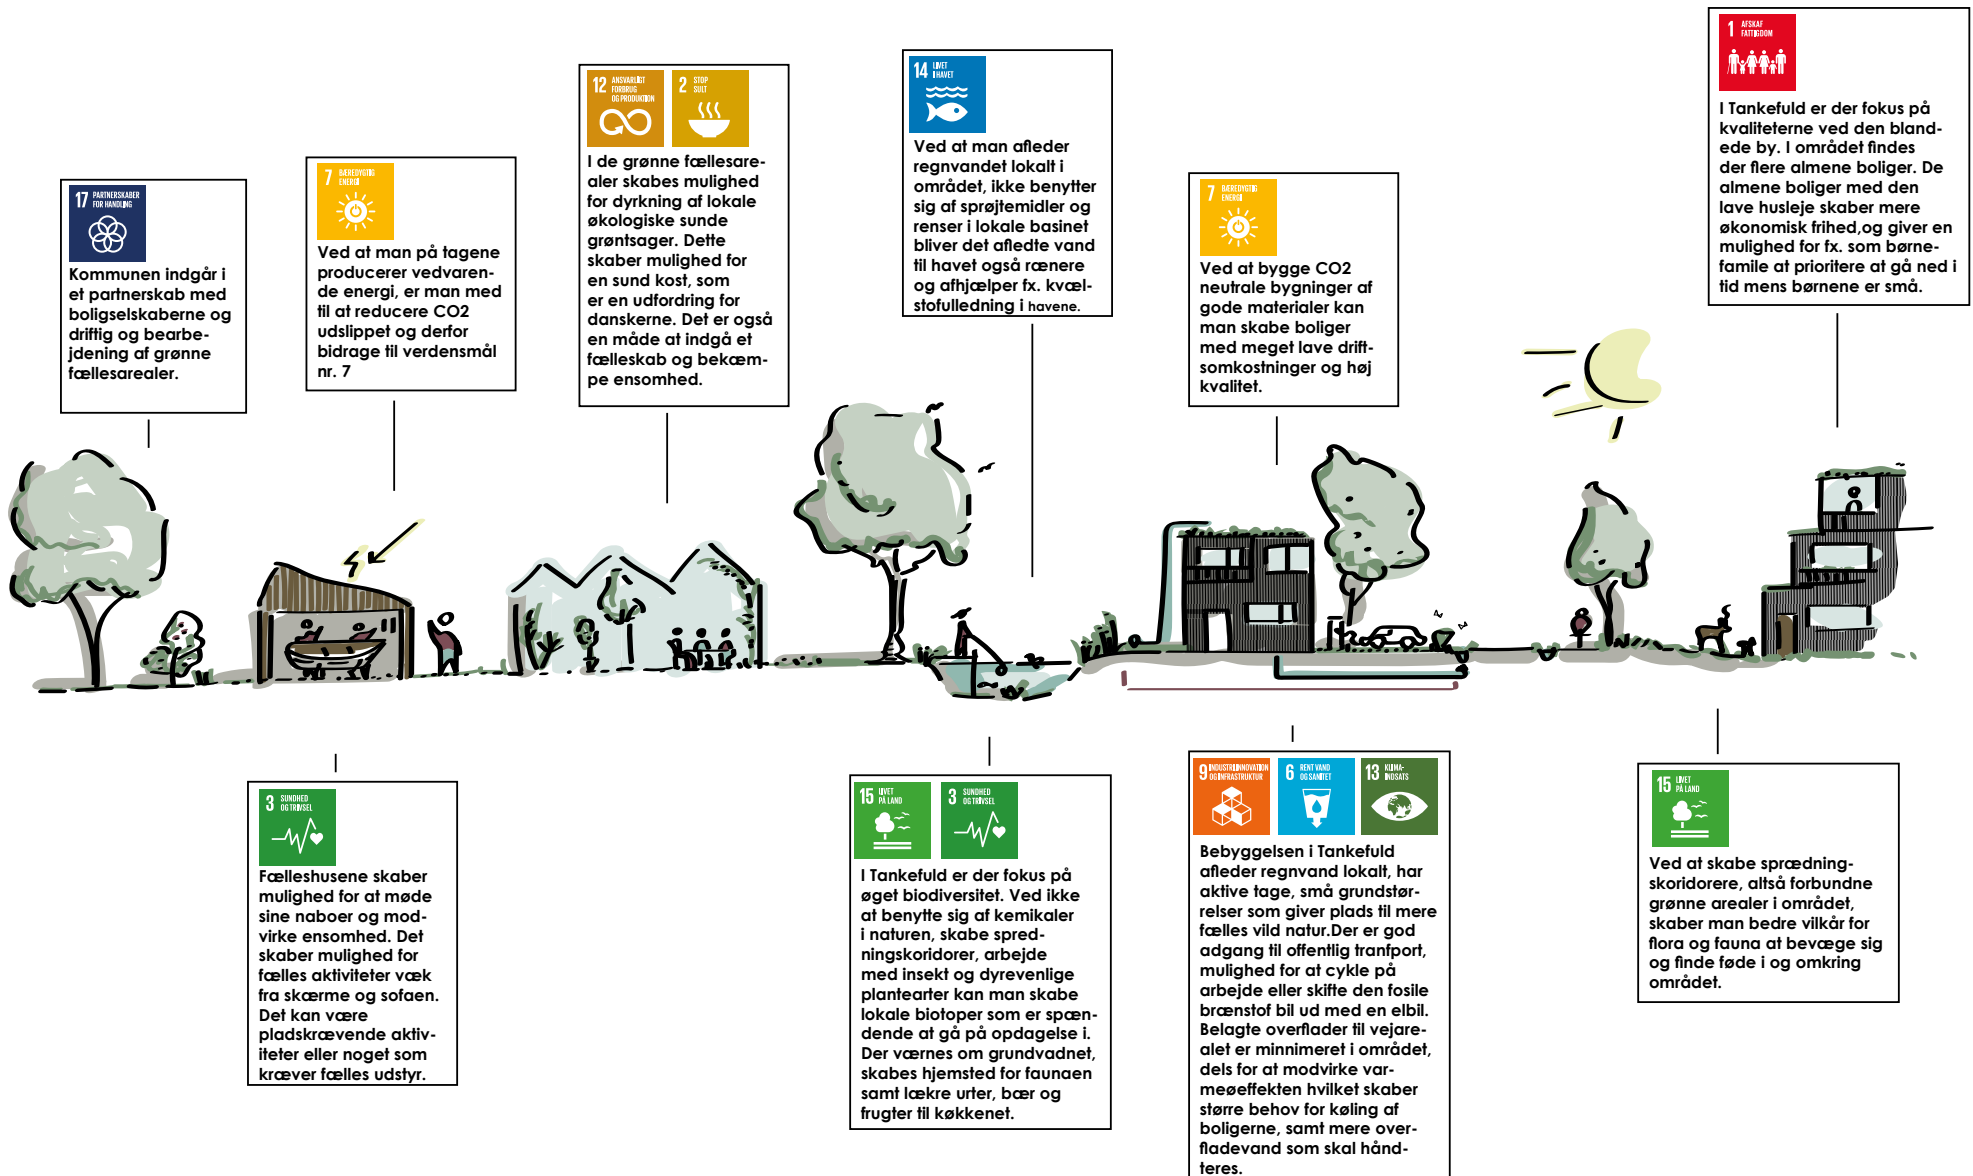 17 PARTNERSKABER
FOR HANDLING
Kommunen indgår i
et partnerskab med
boligselskaberne og
driftig og bearbe-
jdening af grønne
fællesarealer.
7 BÆREDYGTIG
ENERGI
Ved at man på tagene
producerer vedvaren-
de energi, er man med
til at reducere CO2
udslippet og derfor
bidrage til verdensmål
nr. 7
12 ANSVARLIGT
FORBRUG
OG PRODUKTION
2 STOP
SULT
I de grønne fællesare-
aler skabes mulighed
for dyrkning af lokale
økologiske sunde
grøntsager. Dette
skaber mulighed for
en sund kost, som
er en udfordring for
danskerne. Det er også
en måde at indgå et
fælleskab og bekæm-
pe ensomhed.
14 LIVET
I HAVET
Ved at man afleder
regnvandet lokalt i
området, ikke benytter
sig af sprøjtemidler og
renser i lokale basinet
bliver det afledte vand
til havet også rænere
og afhjælper fx. kvæl-
stofulledning i havene.
7 BÆREDYGTIG
ENERGI
Ved at bygge CO2
neutrale bygninger af
gode materialer kan
man skabe boliger
med meget lave drift-
somkostninger og høj
kvalitet.
1 AFSKAF
FATTIGDOM
I Tankefuld er der fokus på
kvaliteterne ved den bland-
ede by. I området findes
der flere almene boliger. De
almene boliger med den
lave husleje skaber mere
økonomisk frihed,og giver en
mulighed for fx. som børne-
famile at prioritere at gå ned i
tid mens børnene er små.
3 SUNDHED
OG TRIVSEL
Fælleshusene skaber
mulighed for at møde
sine naboer og mod-
virke ensomhed. Det
skaber mulighed for
fælles aktiviteter væk
fra skærme og sofaen.
Det kan være
pladskrævende aktiv-
iteter eller noget som
kræver fælles udstyr.
15 LIVET
PÅ LAND
3 SUNDHED
OG TRIVSEL
I Tankefuld er der fokus på
øget biodiversitet. Ved ikke
at benytte sig af kemikaler
i naturen, skabe spred-
ningskoridorer, arbejde
med insekt og dyrevenlige
plantearter kan man skabe
lokale biotoper som er spæn-
dende at gå på opdagelse i.
Der værnes om grundvadnet,
skabes hjemsted for faunaen
samt lækre urter, bær og
frugter til køkkenet.
9 INDUSTRI, INNOVATION
OG INFRASTRUKTUR
6 RENT VAND
OG SANITET
13 KLIMA-
INDSATS
Bebyggelsen i Tankefuld
afleder regnvand lokalt, har
aktive tage, små grundstør-
relser som giver plads til mere
fælles vild natur.Der er god
adgang til offentlig tranfport,
mulighed for at cykle på
arbejde eller skifte den fosile
brænstof bil ud med en elbil.
Belagte overflader til vejare-
alet er minnimeret i området,
dels for at modvirke var-
meøeffekten hvilket skaber
større behov for køling af
boligerne, samt mere over-
fladevand som skal hånd-
teres.
15 LIVET
PÅ LAND
Ved at skabe sprædning-
skoridorere, altså forbundne
grønne arealer i området,
skaber man bedre vilkår for
flora og fauna at bevæge sig
og finde føde i og omkring
området.